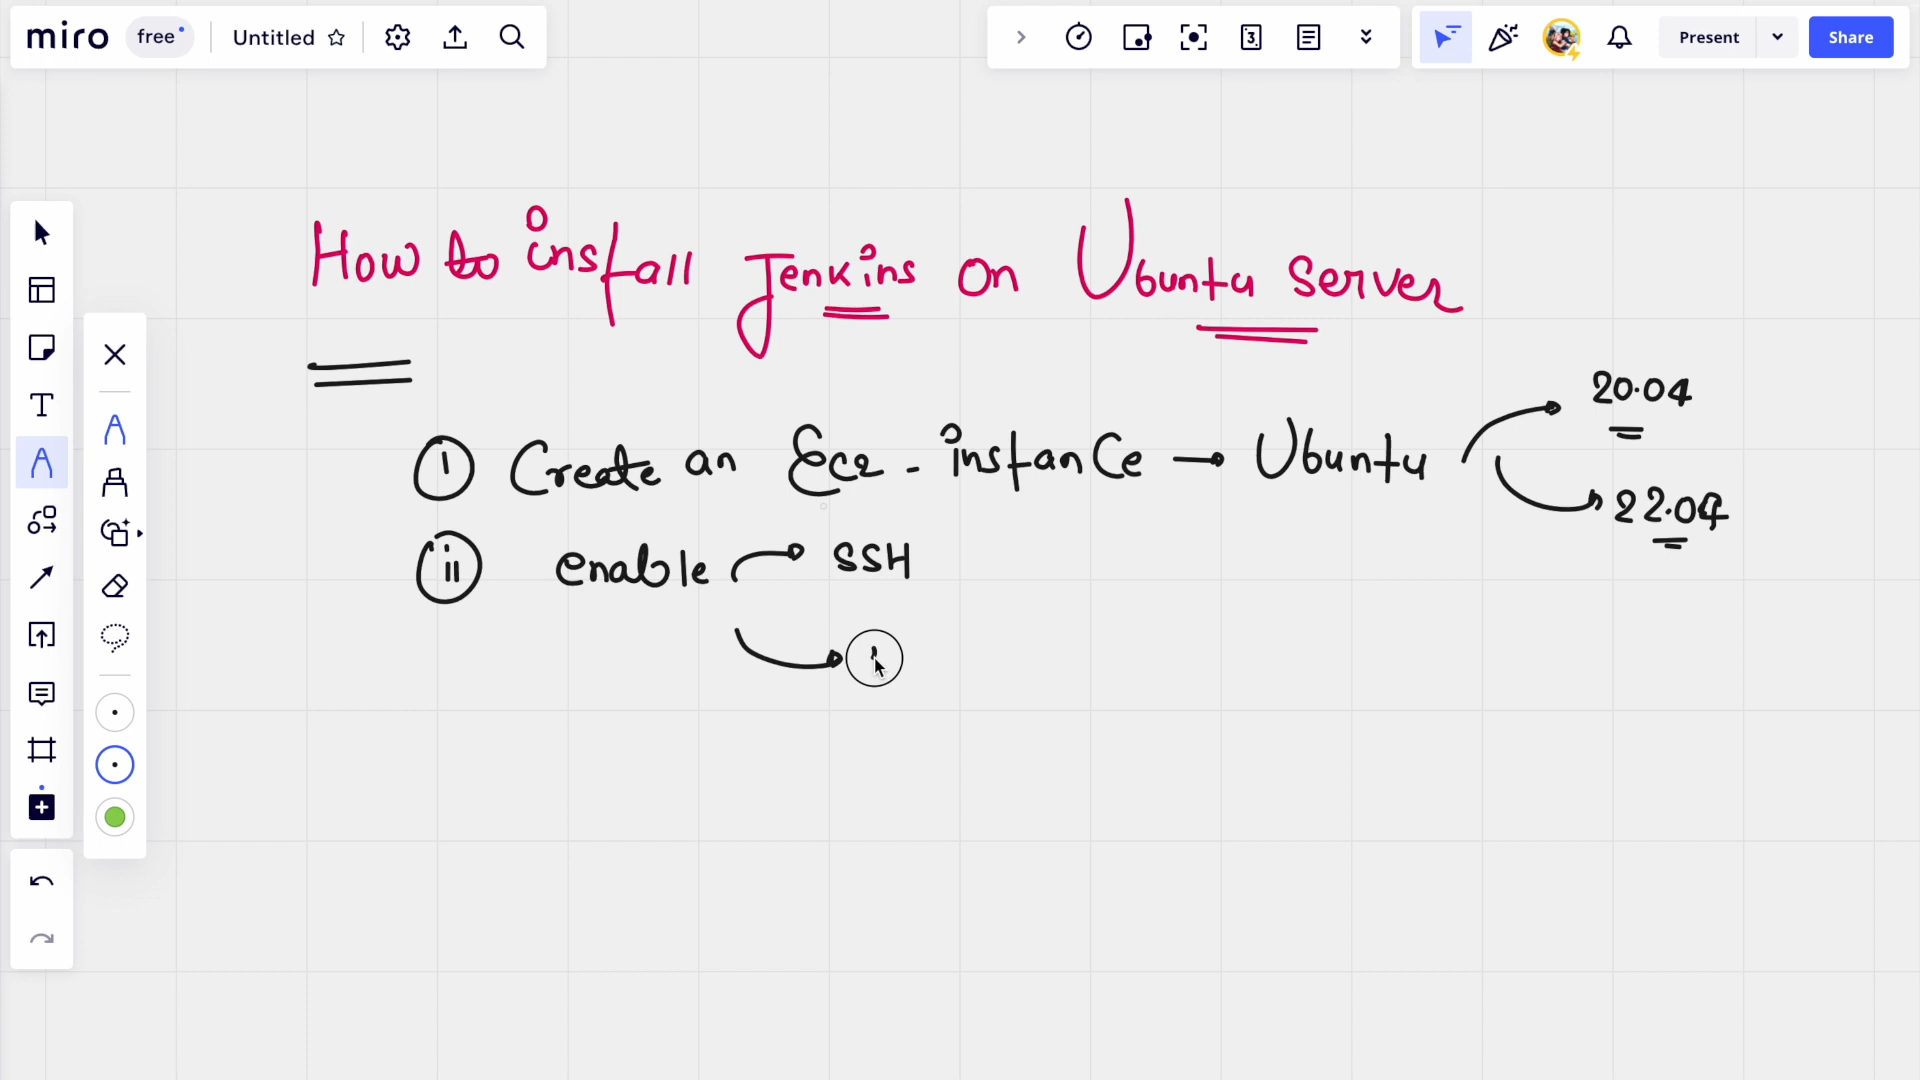 miro free Untitled Present Share
3
How to install Jenkins on Ubuntu Server
20.04
i Create an Ec2 - instance → Ubuntu
22.04
ii enable SSH
T